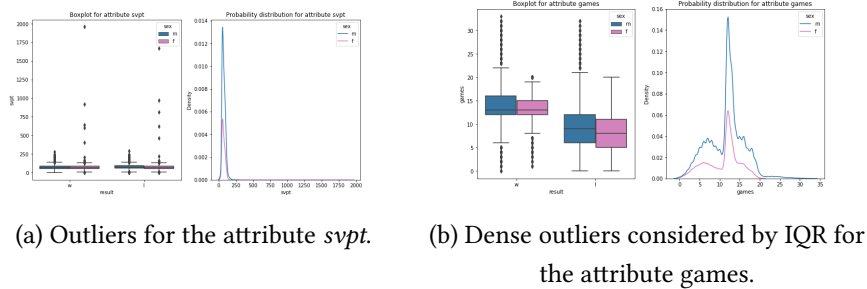 Boxplot for attribute svpt
sex
m
f
2000
1750
1500
1250
1000
750
500
250
0
svpt
w
l
result
Probability distribution for attribute svpt
sex
m
f
0.014
0.012
0.010
0.008
0.006
0.004
0.002
0.000
Density
0
250
500
750
1000
1250
1500
1750
2000
svpt
Boxplot for attribute games
sex
m
f
30
25
20
15
10
5
0
games
w
l
result
Probability distribution for attribute games
sex
m
f
0.16
0.14
0.12
0.10
0.08
0.06
0.04
0.02
0.00
Density
0
5
10
15
20
25
30
35
games
(a) Outliers for the attribute svpt.
(b) Dense outliers considered by IQR for
the attribute games.